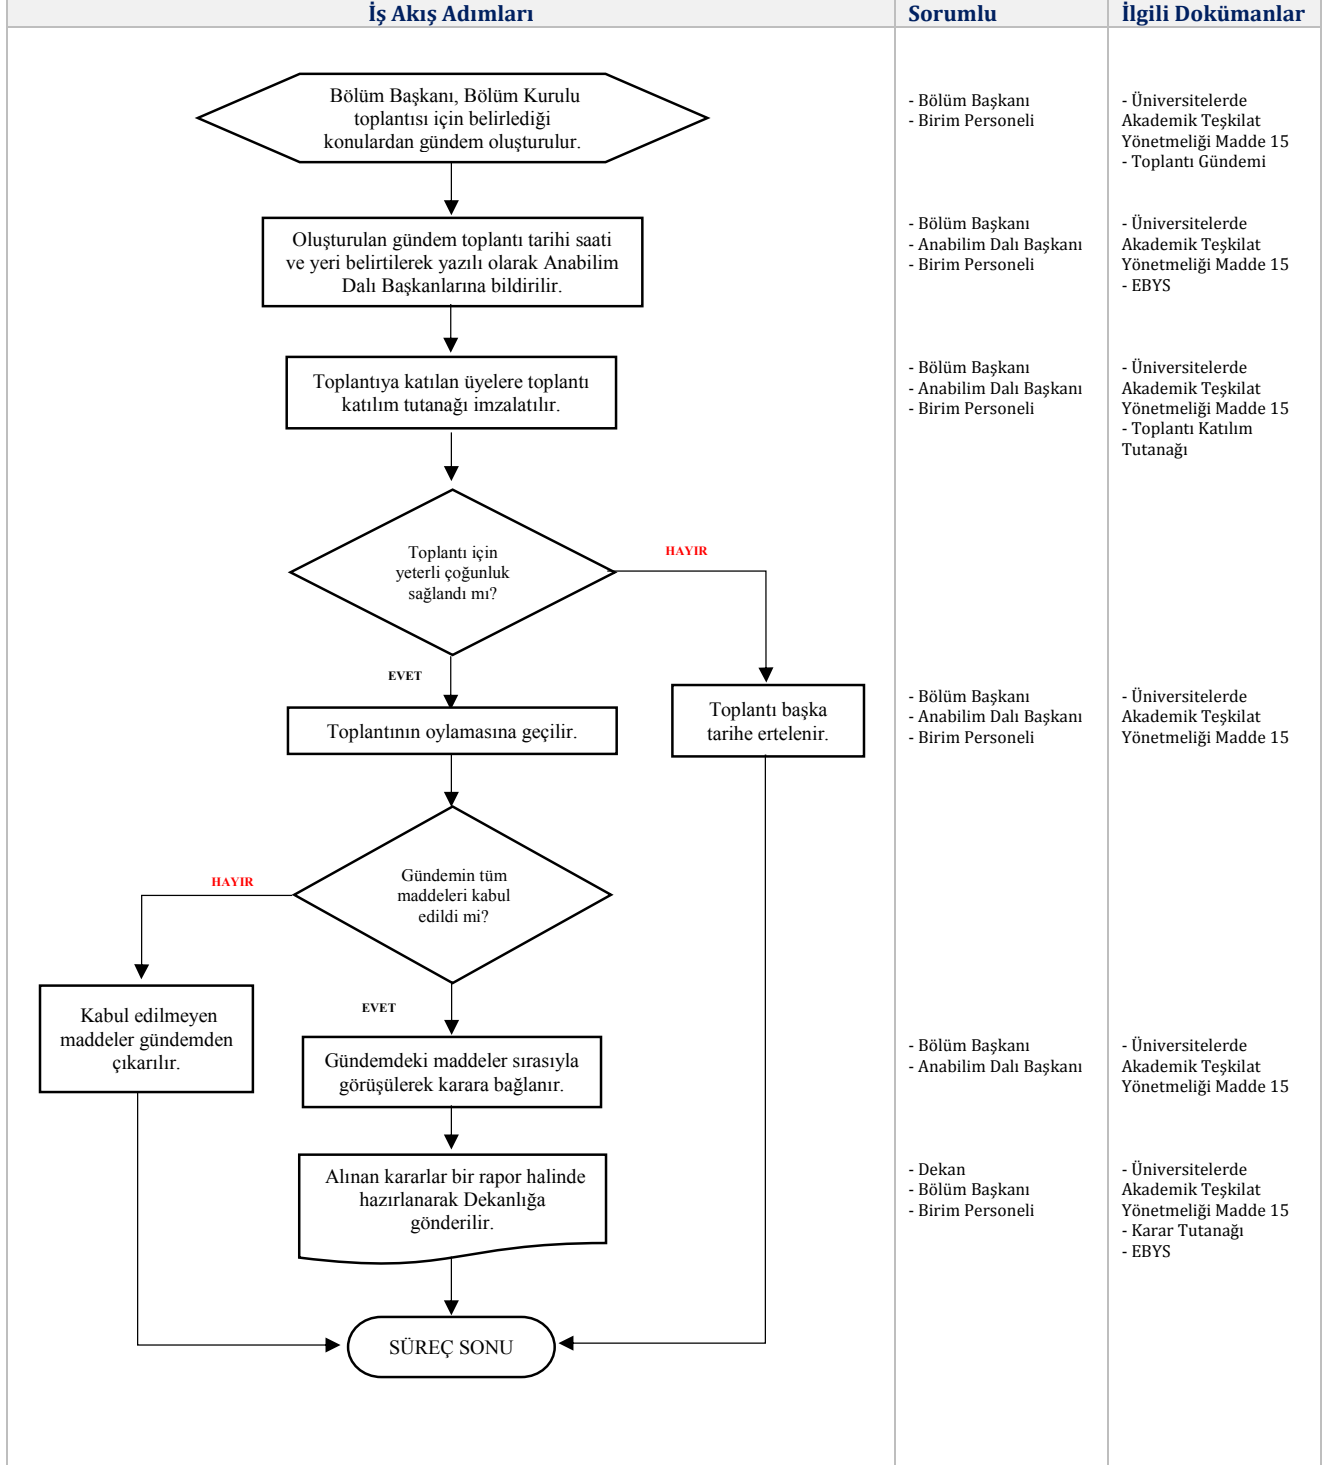 İş Akış Adımları
Sorumlu
İlgili Dokümanlar
Bölüm Başkanı, Bölüm Kurulu
toplantısı için belirlediği
konulardan gündem oluşturulur.
- Bölüm Başkanı
- Birim Personeli
- Üniversitelerde
Akademik Teşkilat
Yönetmeliği Madde 15
- Toplantı Gündemi
Oluşturulan gündem toplantı tarihi saati
ve yeri belirtilerek yazılı olarak Anabilim
Dalı Başkanlarına bildirilir.
- Bölüm Başkanı
- Anabilim Dalı Başkanı
- Birim Personeli
- Üniversitelerde
Akademik Teşkilat
Yönetmeliği Madde 15
- EBYS
Toplantıya katılan üyelere toplantı
katılım tutanağı imzalatılır.
- Bölüm Başkanı
- Anabilim Dalı Başkanı
- Birim Personeli
- Üniversitelerde
Akademik Teşkilat
Yönetmeliği Madde 15
- Toplantı Katılım
Tutanağı
Toplantı için
yeterli çoğunluk
sağlandı mı?
HAYIR
EVET
Toplantının oylamasına geçilir.
Toplantı başka
tarihe ertelenir.
- Bölüm Başkanı
- Anabilim Dalı Başkanı
- Birim Personeli
- Üniversitelerde
Akademik Teşkilat
Yönetmeliği Madde 15
Gündemin tüm
maddeleri kabul
edildi mi?
HAYIR
EVET
Kabul edilmeyen
maddeler gündemden
çıkarılır.
Gündemdeki maddeler sırasıyla
görüşülerek karara bağlanır.
- Bölüm Başkanı
- Anabilim Dalı Başkanı
- Üniversitelerde
Akademik Teşkilat
Yönetmeliği Madde 15
Alınan kararlar bir rapor halinde
hazırlanarak Dekanlığa
gönderilir.
- Dekan
- Bölüm Başkanı
- Birim Personeli
- Üniversitelerde
Akademik Teşkilat
Yönetmeliği Madde 15
- Karar Tutanağı
- EBYS
SÜREÇ SONU